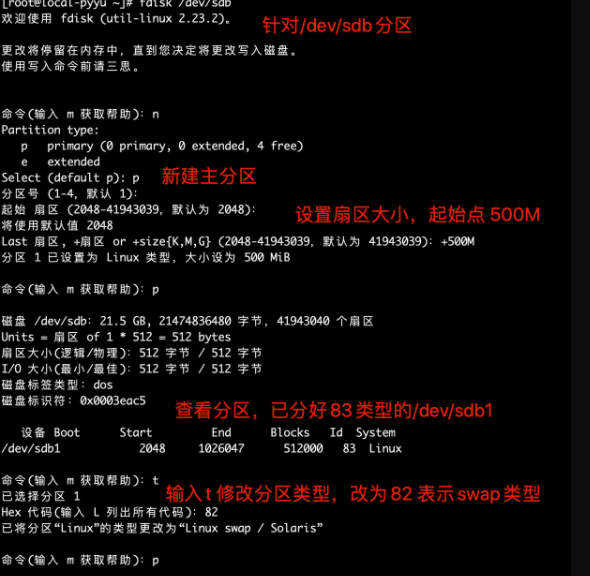 [root@local-pyyu ~]# fdisk /dev/sdb
欢迎使用 fdisk (util-linux 2.23.2)。
针对/dev/sdb分区
更改将停留在内存中，直到您决定将更改写入磁盘。
使用写入命令前请三思。
命令(输入 m 获取帮助)：n
Partition type:
p   primary (0 primary, 0 extended, 4 free)
e   extended
Select (default p): p
新建主分区
分区号 (1-4，默认 1)：
起始 扇区 (2048-41943039，默认为 2048)：
设置扇区大小，起始点 500M
将使用默认值 2048
Last 扇区, +扇区 or +size{K,M,G} (2048-41943039，默认为 41943039)：+500M
分区 1 已设置为 Linux 类型，大小设为 500 MiB
命令(输入 m 获取帮助)：p
磁盘 /dev/sdb：21.5 GB, 21474836480 字节，41943040 个扇区
Units = 扇区 of 1 * 512 = 512 bytes
扇区大小(逻辑/物理)：512 字节 / 512 字节
I/O 大小(最小/最佳)：512 字节 / 512 字节
磁盘标签类型：dos
磁盘标识符：0x0003eac5
查看分区，已分好83类型的/dev/sdb1
设备 Boot      Start         End      Blocks   Id  System
/dev/sdb1            2048     1026047      512000   83  Linux
命令(输入 m 获取帮助)：t
已选择分区 1
输入t 修改分区类型，改为82 表示swap类型
Hex 代码(输入 L 列出所有代码)：82
已将分区“Linux”的类型更改为“Linux swap / Solaris”
命令(输入 m 获取帮助)：p